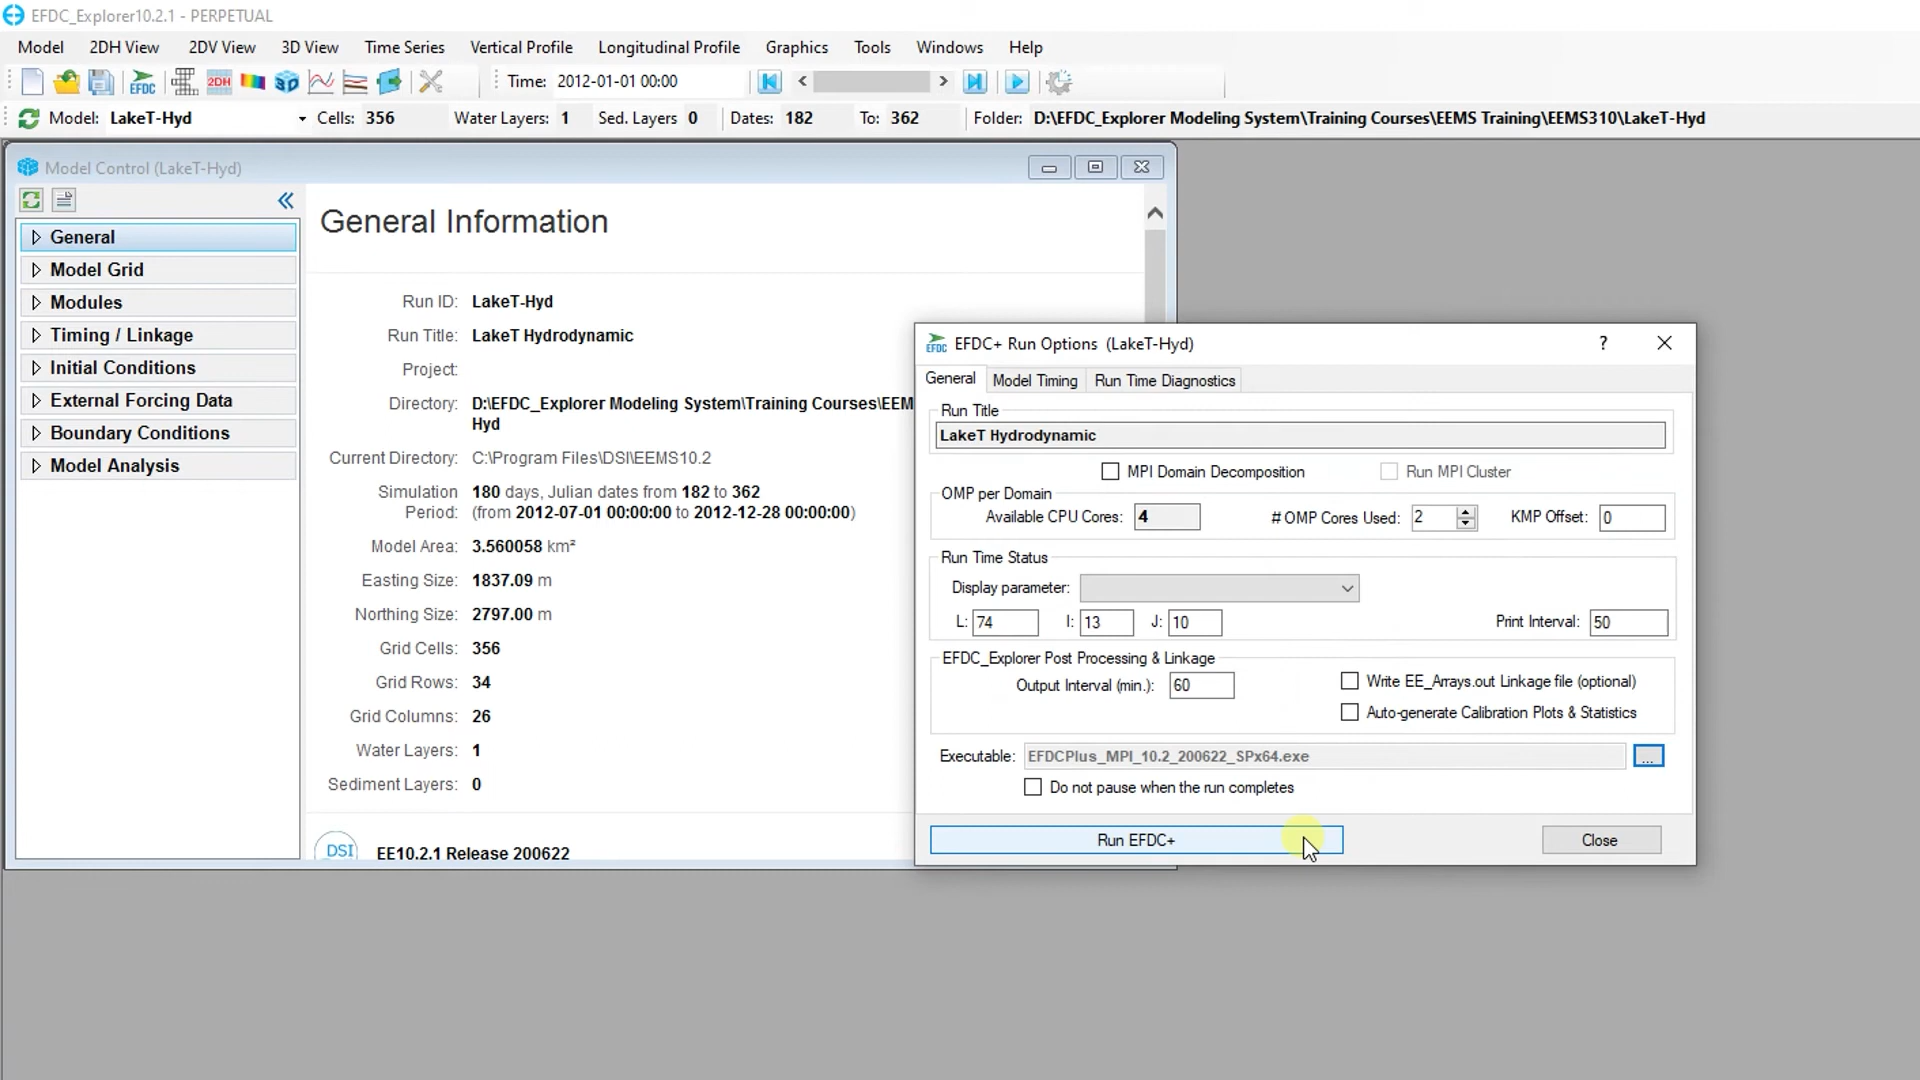 EFDC_Explorer10.2.1 - PERPETUAL
Model 2DH View 2DV View 3D View Time Series Vertical Profile Longitudinal Profile Graphics Tools Windows Help
EFDC 2DH 3D Time: 2012-01-01 00:00
Model: LakeT-Hyd Cells: 356 Water Layers: 1 Sed. Layers 0 Dates: 182 To: 362 Folder: D:\EFDC_Explorer Modeling System\Training Courses\EEMS Training\EEMS310\LakeT-Hyd
Model Control (LakeT-Hyd)
General
Model Grid
Modules
Timing / Linkage
Initial Conditions
External Forcing Data
Boundary Conditions
Model Analysis
General Information
Run ID: LakeT-Hyd
Run Title: LakeT Hydrodynamic
Project:
Directory: D:\EFDC_Explorer Modeling System\Training Courses\EEM
Hyd
Current Directory: C:\Program Files\DSI\EEMS10.2
Simulation 180 days, Julian dates from 182 to 362
Period: (from 2012-07-01 00:00:00 to 2012-12-28 00:00:00)
Model Area: 3.560058 km²
Easting Size: 1837.09 m
Northing Size: 2797.00 m
Grid Cells: 356
Grid Rows: 34
Grid Columns: 26
Water Layers: 1
Sediment Layers: 0
DSI EE10.2.1 Release 200622
EFDC EFDC+ Run Options (LakeT-Hyd) ?
General Model Timing Run Time Diagnostics
Run Title
LakeT Hydrodynamic
MPI Domain Decomposition Run MPI Cluster
OMP per Domain
Available CPU Cores: 4 # OMP Cores Used: 2 KMP Offset: 0
Run Time Status
Display parameter:
L: 74 I: 13 J: 10 Print Interval: 50
EFDC_Explorer Post Processing & Linkage
Output Interval (min.): 60 Write EE_Arrays.out Linkage file (optional)
Auto-generate Calibration Plots & Statistics
Executable: EFDCPlus_MPI_10.2_200622_SPx64.exe ...
Do not pause when the run completes
Run EFDC+ Close